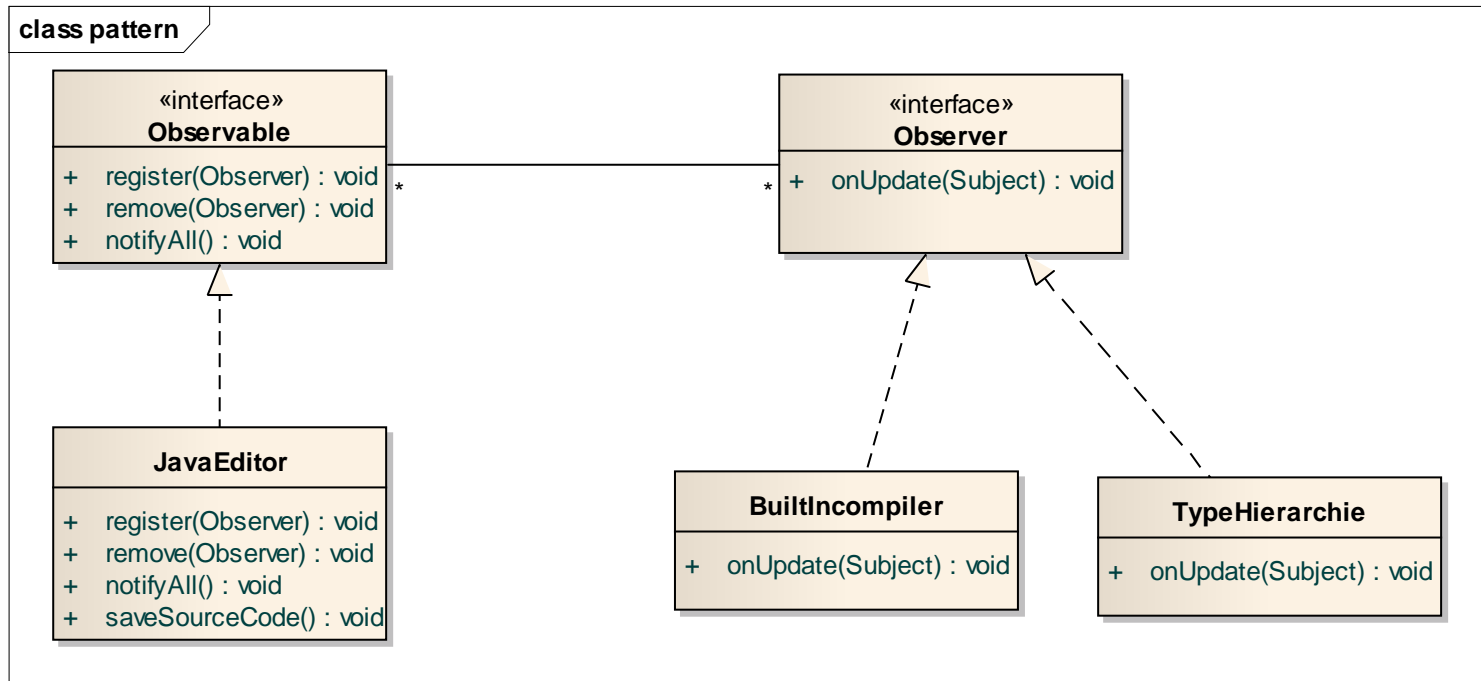 class pattern
«interface»
Observable
+ register(Observer) : void
+ remove(Observer) : void
+ notifyAll() : void
*
*
«interface»
Observer
+ onUpdate(Subject) : void
JavaEditor
+ register(Observer) : void
+ remove(Observer) : void
+ notifyAll() : void
+ saveSourceCode() : void
BuiltIncompiler
+ onUpdate(Subject) : void
TypeHierarchie
+ onUpdate(Subject) : void